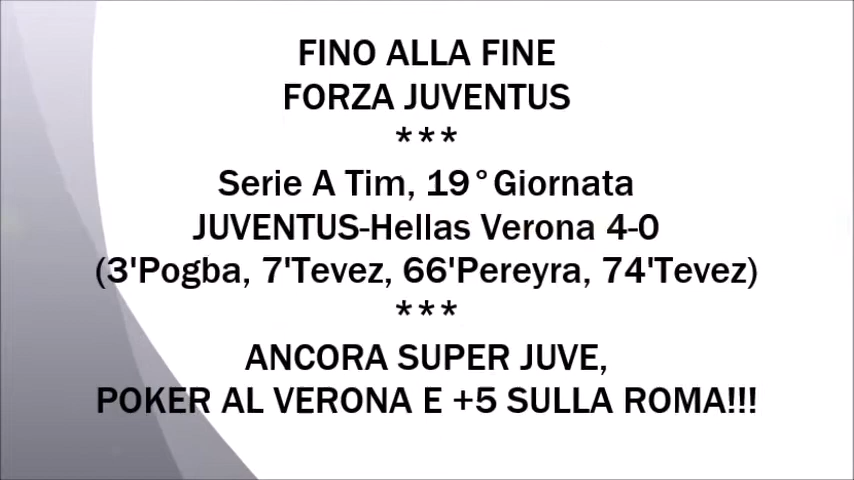 FINO ALLA FINE
FORZA JUVENTUS
***
Serie A Tim, 19°Giornata
JUVENTUS-Hellas Verona 4-0
(3'Pogba, 7'Tevez, 66'Pereyra, 74'Tevez)
***
ANCORA SUPER JUVE,
POKER AL VERONA E +5 SULLA ROMA!!!